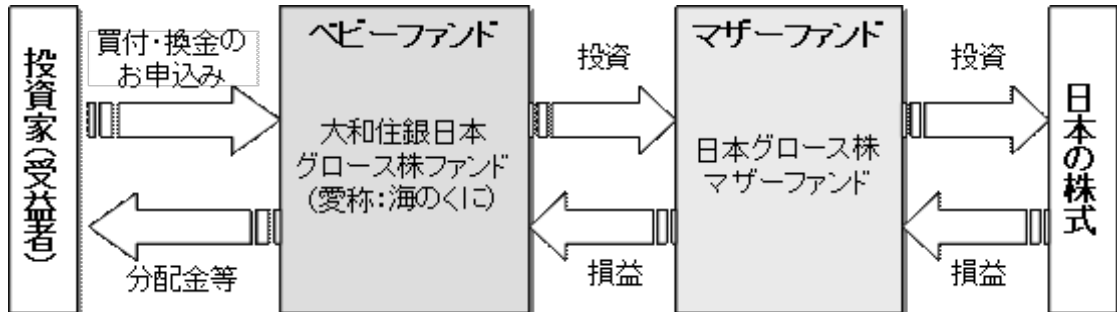 投資家（受益者）
買付・換金の
お申込み
分配金等
ベビーファンド
大和住銀日本
グロース株ファンド
（愛称：海のくに）
投資
損益
マザーファンド
日本グロース株
マザーファンド
投資
損益
日本の株式